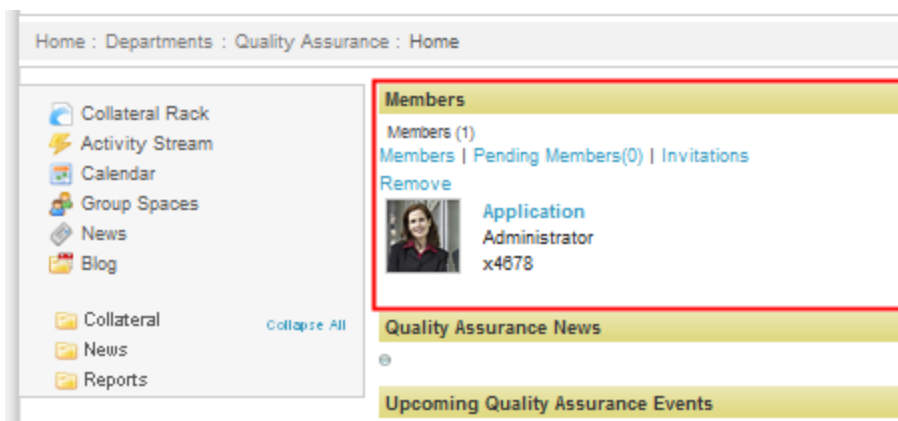 Home : Departments : Quality Assurance : Home
Collateral Rack
Activity Stream
Calendar
Group Spaces
News
Blog
Collateral
Collapse All
News
Reports
Members
Members (1)
Members | Pending Members(0) | Invitations
Remove
Application
Administrator
x4678
Quality Assurance News
Upcoming Quality Assurance Events